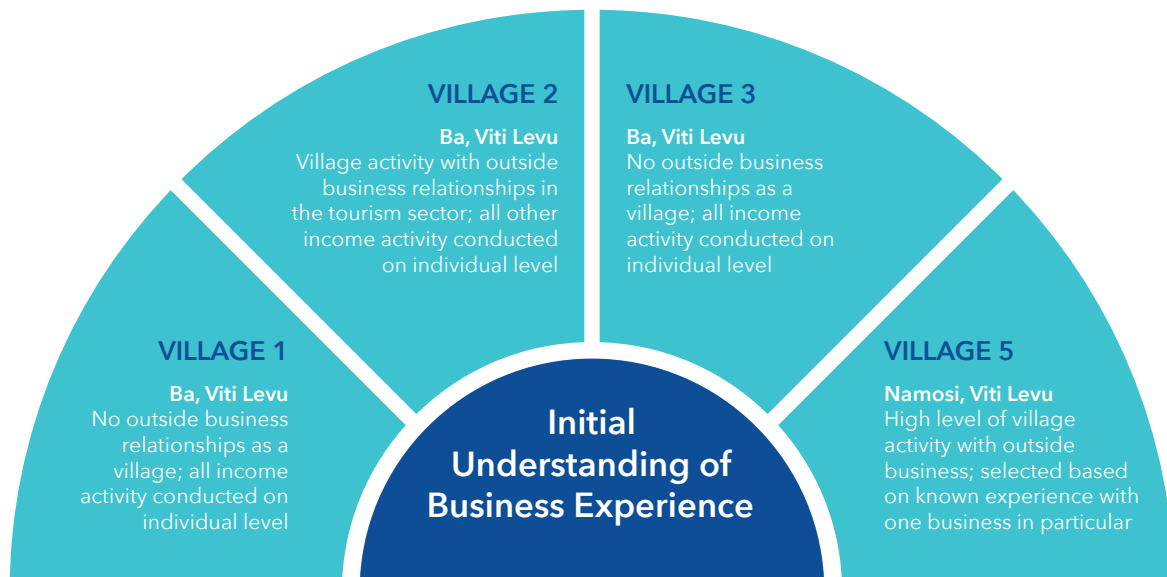 VILLAGE 1
Ba, Viti Levu
No outside business
relationships as a
village; all income
activity conducted on
individual level
VILLAGE 2
Ba, Viti Levu
Village activity with outside
business relationships in
the tourism sector; all other
income activity conducted
on individual level
VILLAGE 3
Ba, Viti Levu
No outside business
relationships as a
village; all income
activity conducted on
individual level
VILLAGE 5
Namosi, Viti Levu
High level of village
activity with outside
business; selected based
on known experience with
one business in particular
Initial
Understanding of
Business Experience